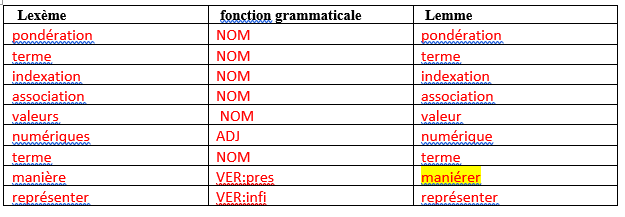 Lexème fonction grammaticale Lemme
pondération NOM pondération
terme NOM terme
indexation NOM indexation
association NOM association
valeurs NOM valeur
numériques ADJ numérique
terme NOM terme
manière VER:pres maniérer
représenter VER:infi représenter